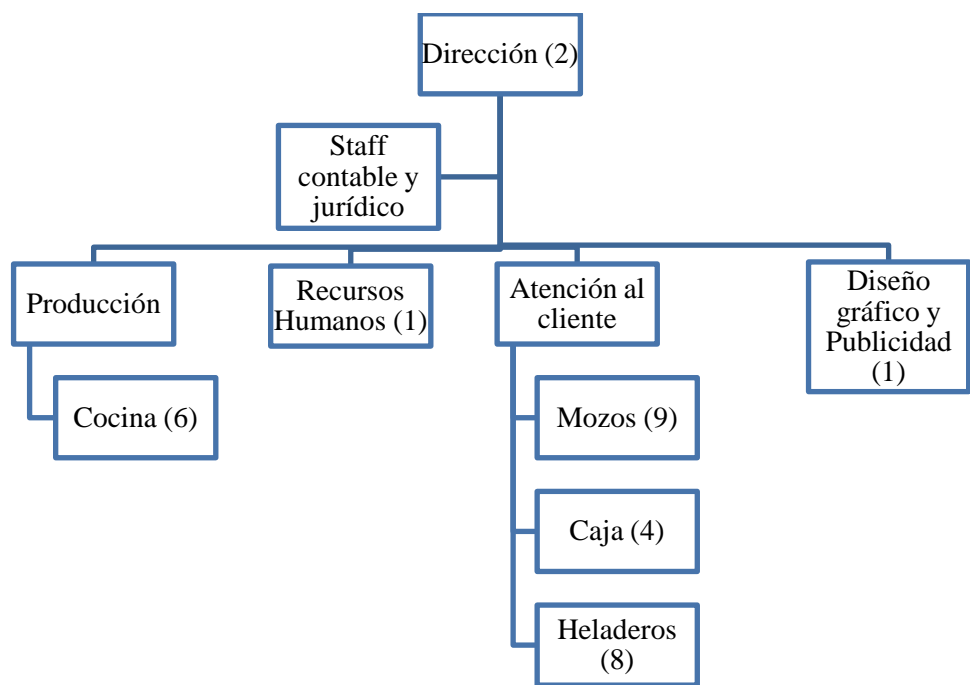 Dirección (2)
Staff
contable y
jurídico
Producción
Recursos
Humanos (1)
Atención al
cliente
Diseño
gráfico y
Publicidad
(1)
Cocina (6)
Mozos (9)
Caja (4)
Heladeros
(8)